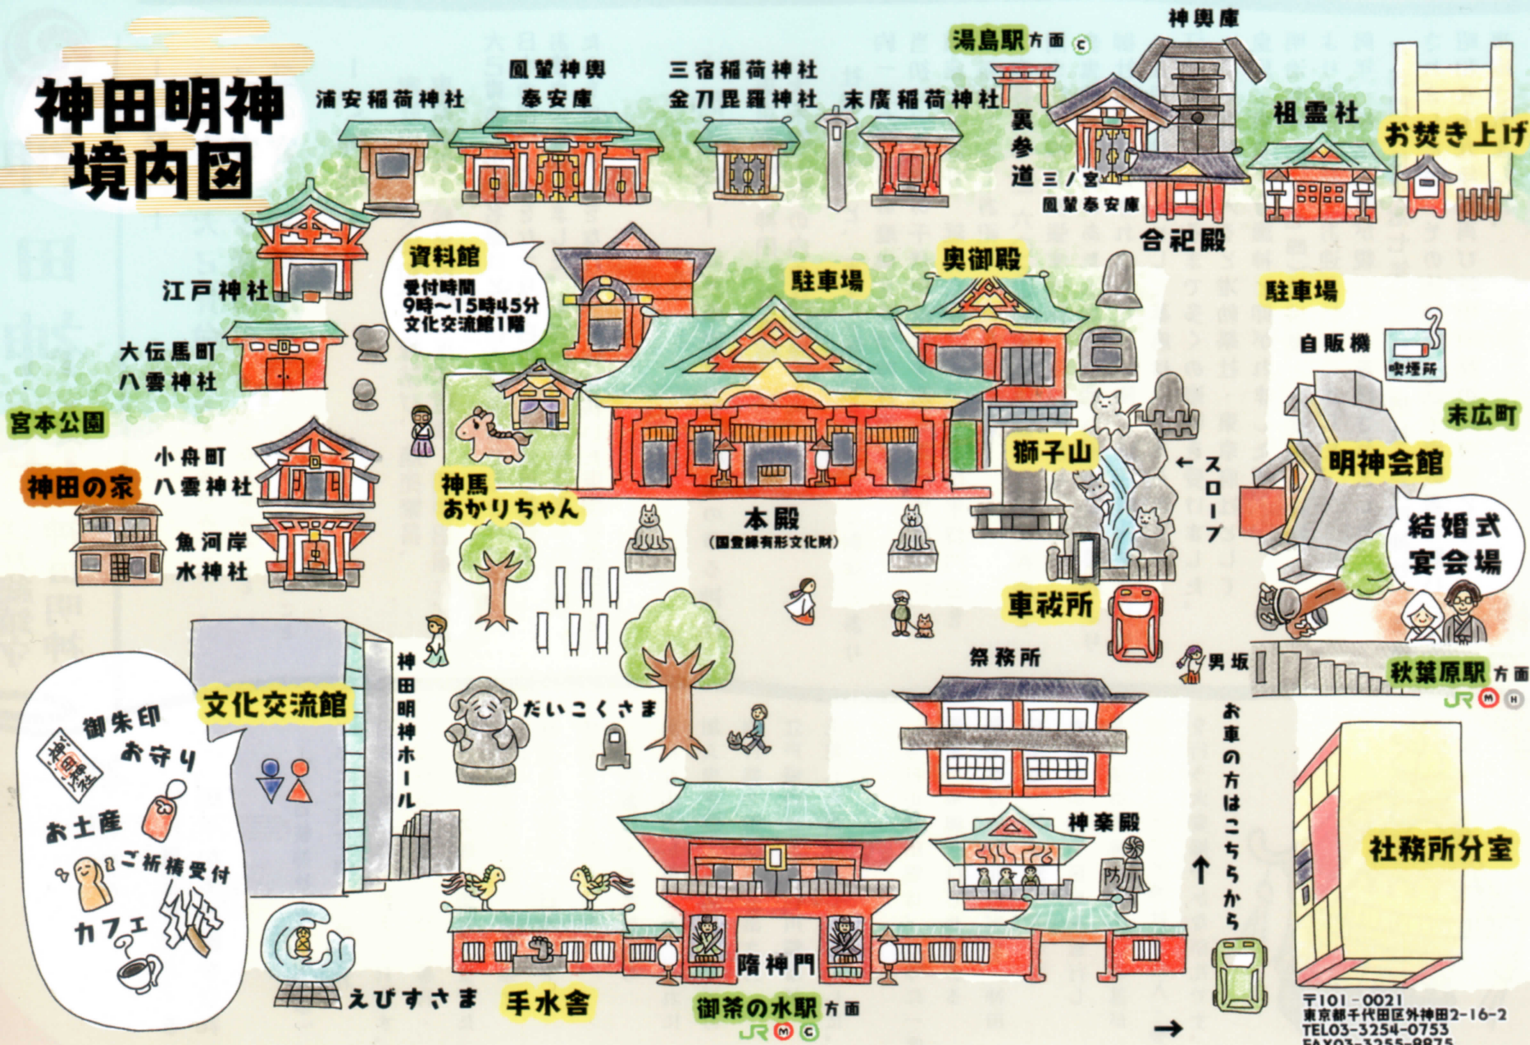 神田明神
境内図
浦安稲荷神社
鳳輦神輿
奉安庫
三宿稲荷神社
金刀毘羅神社
末廣稲荷神社
湯島駅方面 C
裏参道
神輿庫
三ノ宮
鳳輦奉安庫
合祀殿
祖霊社
お焚き上げ
江戸神社
資料館
受付時間
9時〜15時45分
文化交流館1階
駐車場
奥御殿
駐車場
自販機
喫煙所
大伝馬町
八雲神社
宮本公園
末広町
小舟町
八雲神社
神田の家
魚河岸
水神社
神馬
あかりちゃん
本殿
(国登録有形文化財)
獅子山
←スロープ
明神会館
結婚式
宴会場
車祓所
男坂
秋葉原駅方面
JR M H
祭務所
文化交流館
神田明神ホール
だいこくさま
御朱印
神田神社
お守り
お土産
ご祈祷受付
カフェ
お車の方はこちらから
神楽殿
防
社務所分室
えびすさま
手水舎
隨神門
御茶の水駅方面
JR M C
〒101-0021
東京都千代田区外神田2-16-2
TEL03-3254-0753
FAX03-3255-8875